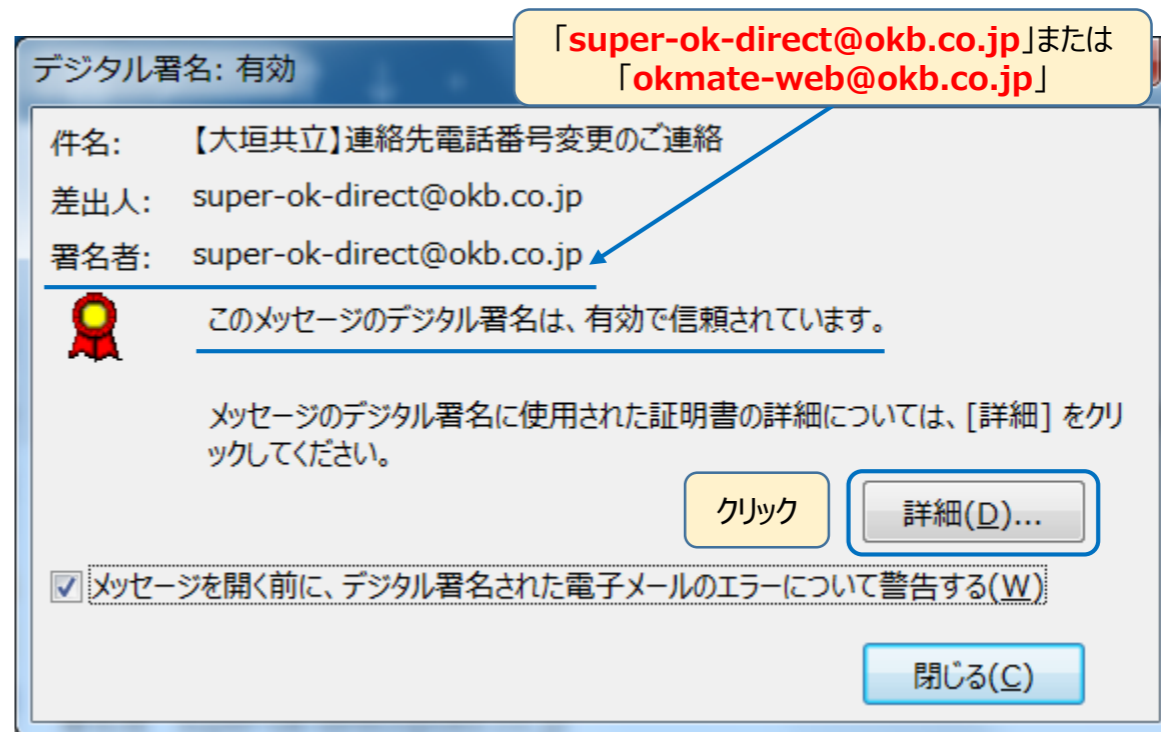 「super-ok-direct@okb.co.jp」または
「okmate-web@okb.co.jp」
デジタル署名: 有効
件名: 【大垣共立】連絡先電話番号変更のご連絡
差出人: super-ok-direct@okb.co.jp
署名者: super-ok-direct@okb.co.jp
このメッセージのデジタル署名は、有効で信頼されています。
メッセージのデジタル署名に使用された証明書の詳細については、[詳細] をクリ
ックしてください。
クリック 詳細(D)...
メッセージを開く前に、デジタル署名された電子メールのエラーについて警告する(W)
閉じる(C)